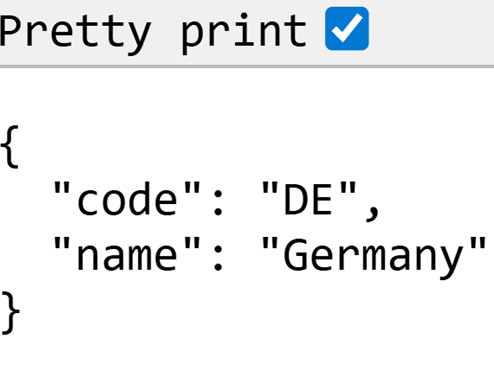 Pretty print
{
  "code": "DE",
  "name": "Germany"
}